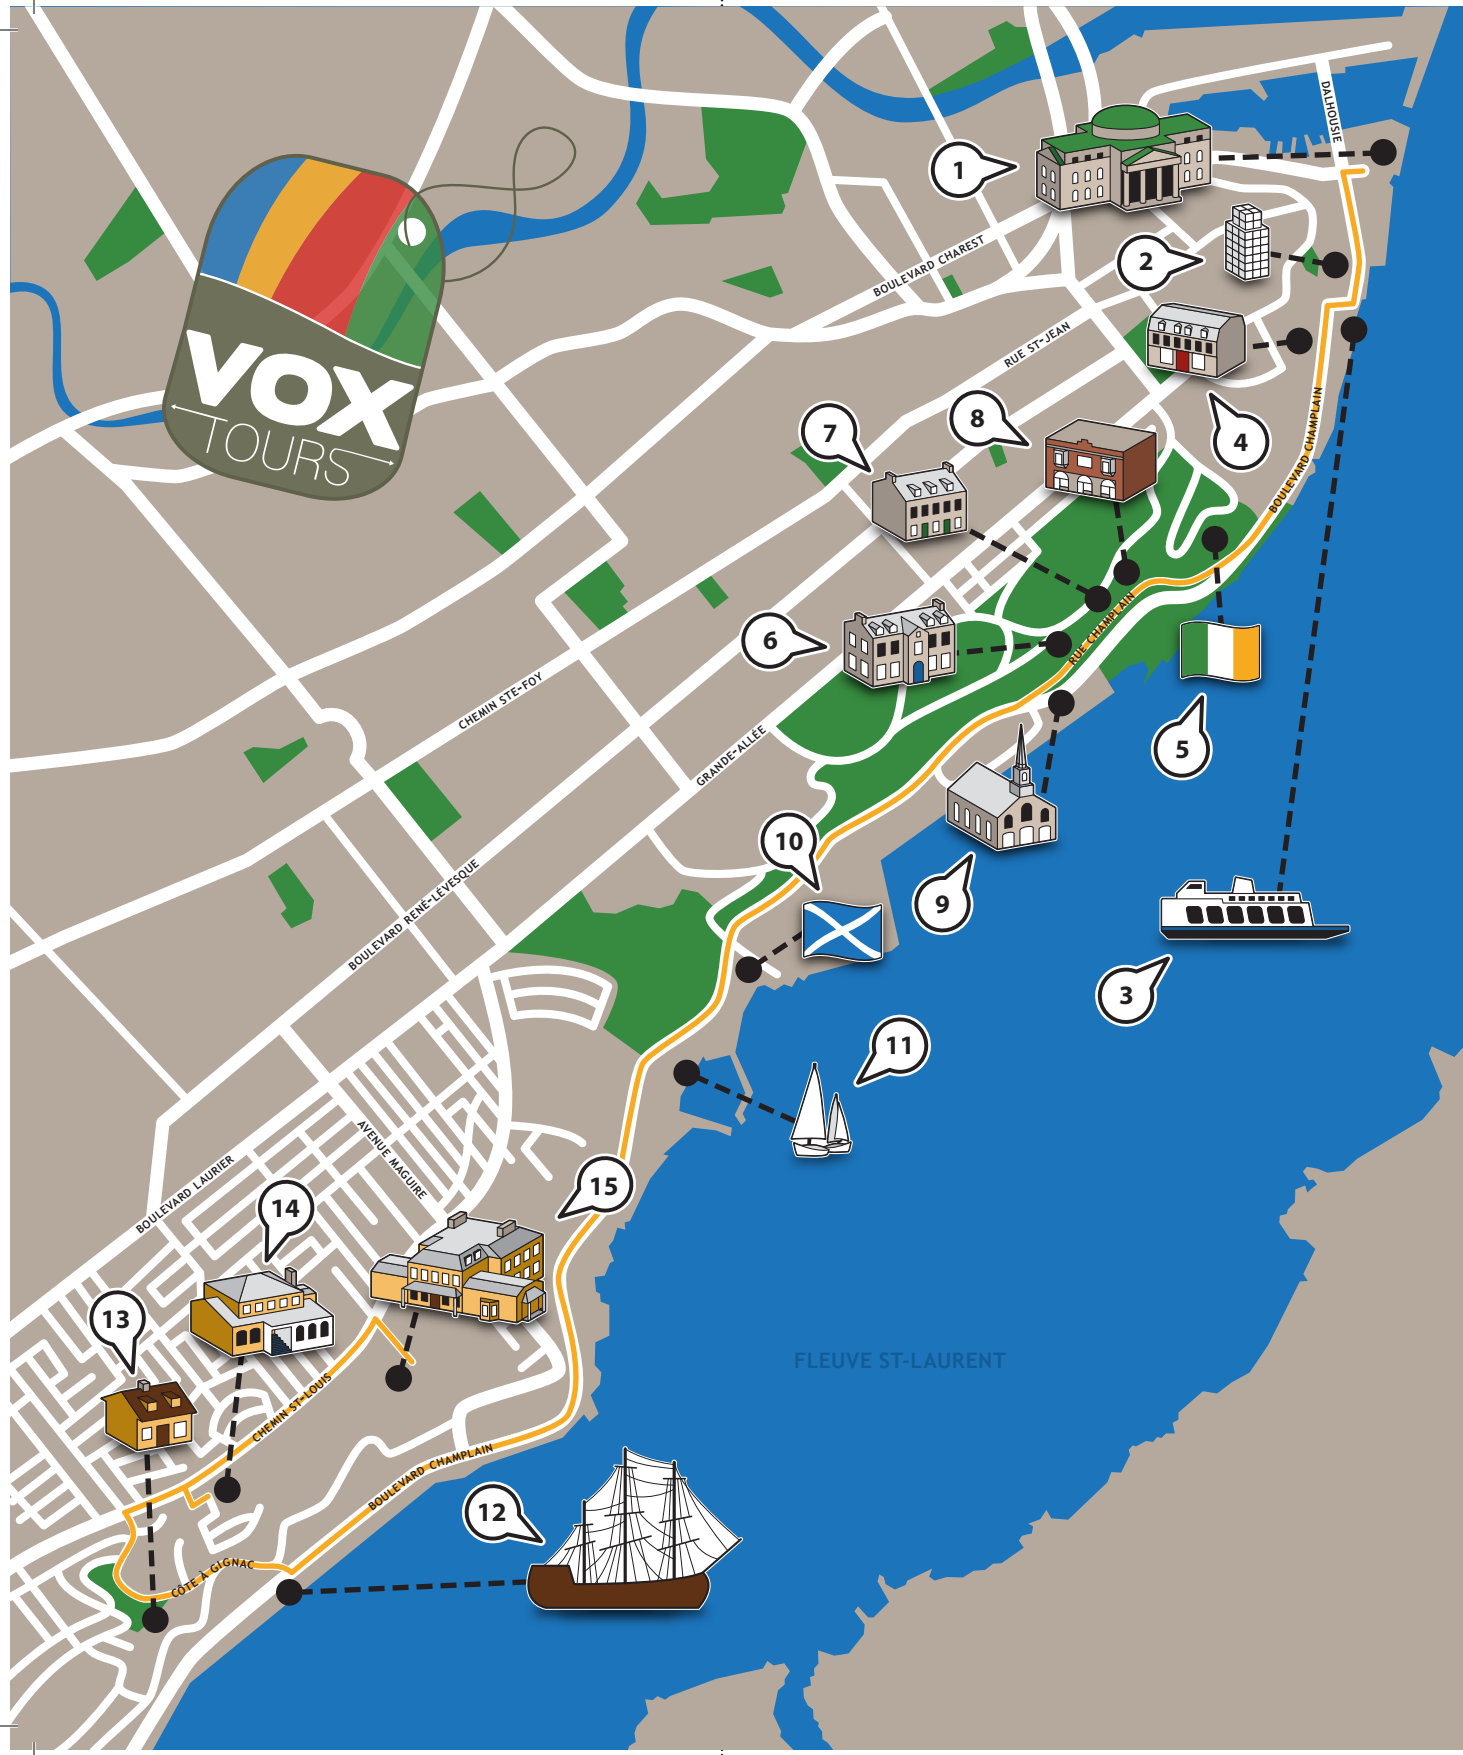 DALHOUSIE
1
BOULEVARD CHAREST
2
RUE ST-JEAN
VOX
TOURS
BOULEVARD CHAMPLAIN
4
8
7
6
RUE CHAMPLAIN
5
CHEMIN STE-FOY
GRANDE-ALLÉE
10
9
3
BOULEVARD RENÉ-LÉVESQUE
11
AVENUE MAGUIRE
BOULEVARD LAURIER
15
14
13
FLEUVE ST-LAURENT
CHEMIN ST-LOUIS
BOULEVARD CHAMPLAIN
12
CÔTE À GIGNAC